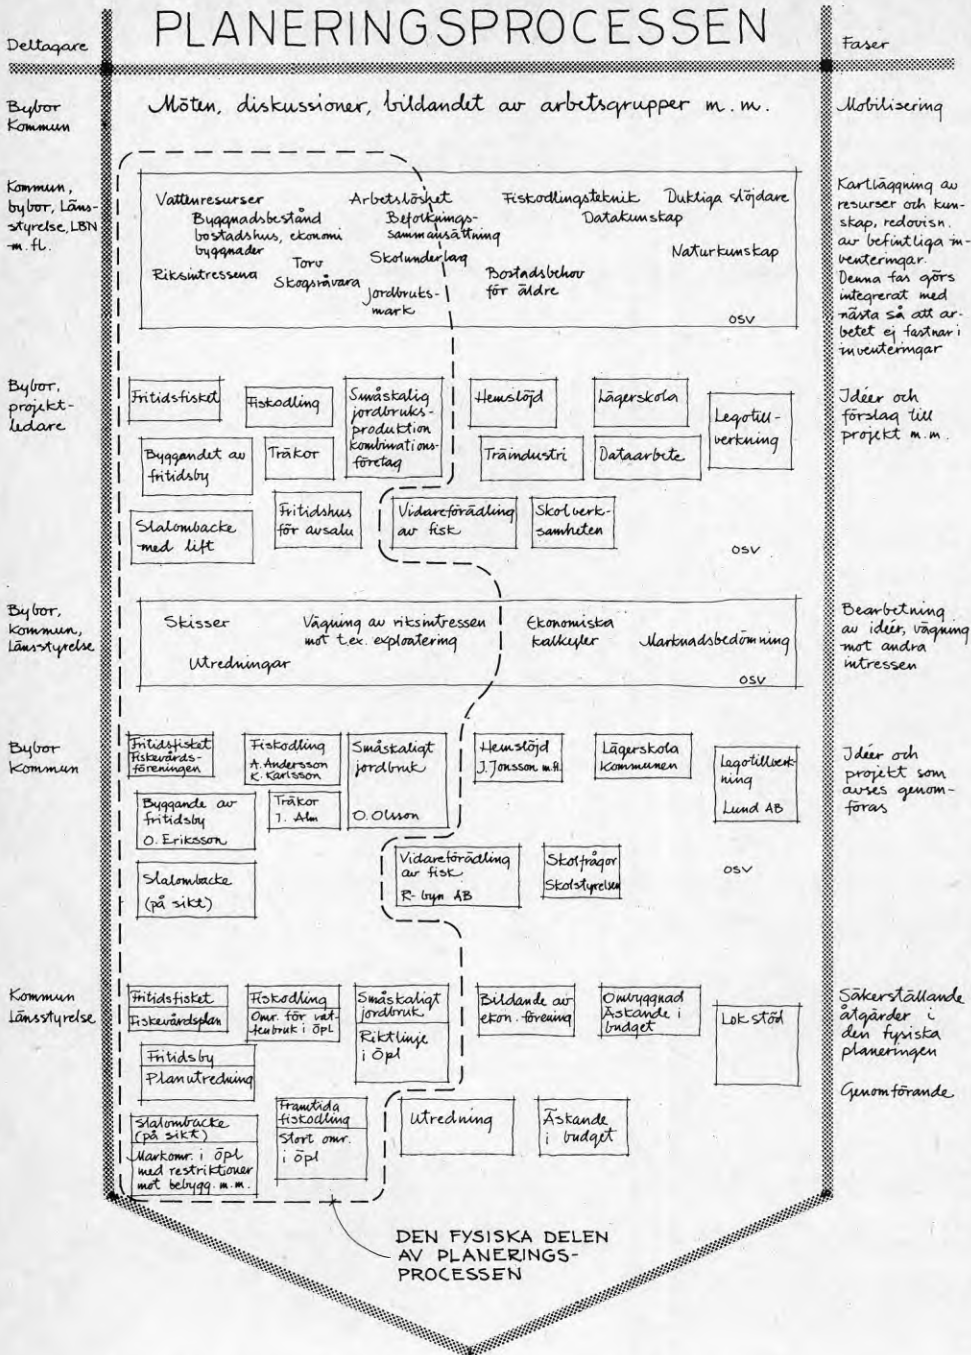 PLANERINGSPROCESSEN
Deltagare
Faser
Bybor
Kommun
Möten, diskussioner, bildandet av arbetsgrupper m.m.
Mobilisering
Kommun,
bybor, Läns-
styrelse, LBN
m.fl.
Vattenresurser
Byggnadsbestånd
bostadshus, ekonomi
byggnader
Riksintressena
Torv
Skogsråvara
Arbetslöshet
Befolknings-
sammansättning
Skolunderlag
Jordbruks-
mark
Fiskodlingsteknik
Datakunskap
Bostadsbehov
för äldre
Duktiga slöjdare
Naturkunskap
osv
Kartläggning av
resurser och kun-
skap, redovisn.
av befintliga in-
venteringar.
Denna fas görs
integrerat med
nästa så att ar-
betet ej fastnar i
inventeringar
Bybor,
projekt-
ledare
Fritidsfisket
Fiskodling
Småskalig
jordbruks-
produktion
kombinations-
företag
Hemslöjd
Lägerskola
Legotill-
verkning
Byggandet av
fritidsby
Träkor
Träindustri
Dataarbete
Slalombacke
med lift
Fritidshus
för avsalu
Vidareförädling
av fisk
Skolverk-
samheten
osv
Idéer och
förslag till
projekt m.m.
Bybor,
kommun,
Länsstyrelse
Skisser
Utredningar
Vägning av riksintressen
mot t.ex. exploatering
Ekonomiska
kalkyler
Marknadsbedömning
osv
Bearbetning
av idéer, vägning
mot andra
intressen
Bybor
Kommun
Fritidsfisket
Fiskevårds-
föreningen
Fiskodling
A. Andersson
K. Karlsson
Småskaligt
jordbruk
O. Olsson
Hemslöjd
J. Jonsson m.fl.
Lägerskola
Kommunen
Legotillverk-
ning
Lund AB
Byggande av
fritidsby
O. Eriksson
Träkor
J. Alm
Slalombacke
(på sikt)
Vidareförädling
av fisk
R-byn AB
Skolfrågor
Skolstyrelsen
osv
Idéer och
projekt som
avses genom-
föras
Kommun
Länsstyrelse
Fritidsfisket
Fiskevårdsplan
Fiskodling
Omr. för vat-
tenbruk i öpl
Småskaligt
jordbruk
Riktlinje
i öpl
Bildande av
ekon. förening
Ombyggnad
Äskande i
budget
Lokstöd
Fritidsby
Planutredning
Slalombacke
(på sikt)
Markomr. i öpl
med restriktioner
mot bebygg. m.m.
Framtida
fiskodling
Stort omr.
i öpl
Utredning
Äskande
i budget
Säkerställande
åtgärder i
den fysiska
planeringen
Genomförande
DEN FYSISKA DELEN
AV PLANERINGS-
PROCESSEN